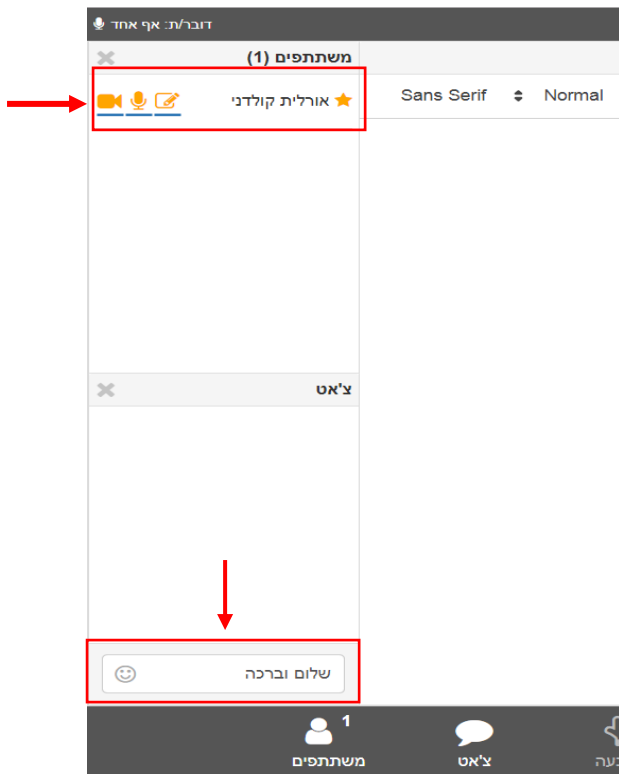 דובר/ת: אף אחד
משתתפים (1)
אורלית קולדני
Sans Serif Normal
צ'אט
שלום וברכה
1
משתתפים
צ'אט